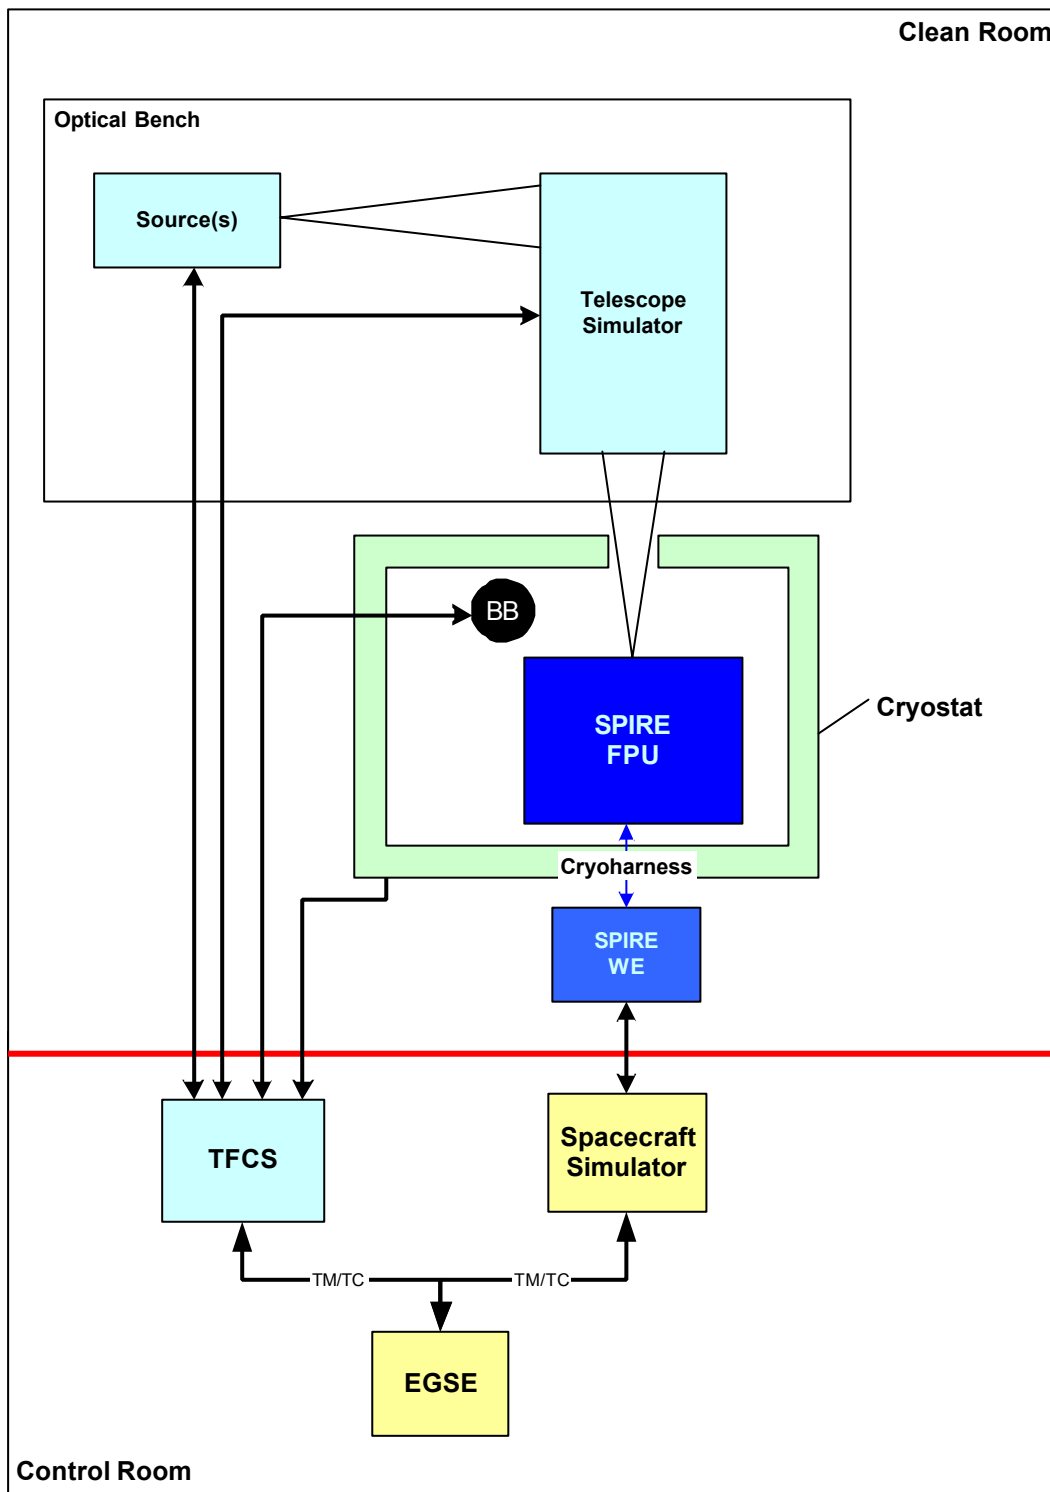 Clean Room
Optical Bench
Source(s)
Telescope
Simulator
BB
SPIRE
FPU
Cryostat
Cryoharness
SPIRE
WE
TFCS
Spacecraft
Simulator
TM/TC
TM/TC
EGSE
Control Room